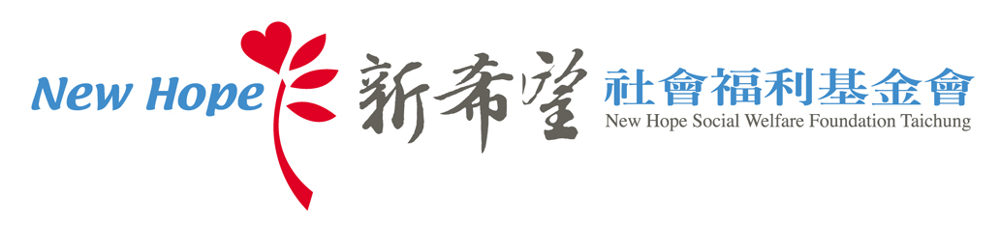 New Hope
新希望
社會福利基金會
New Hope Social Welfare Foundation Taichung